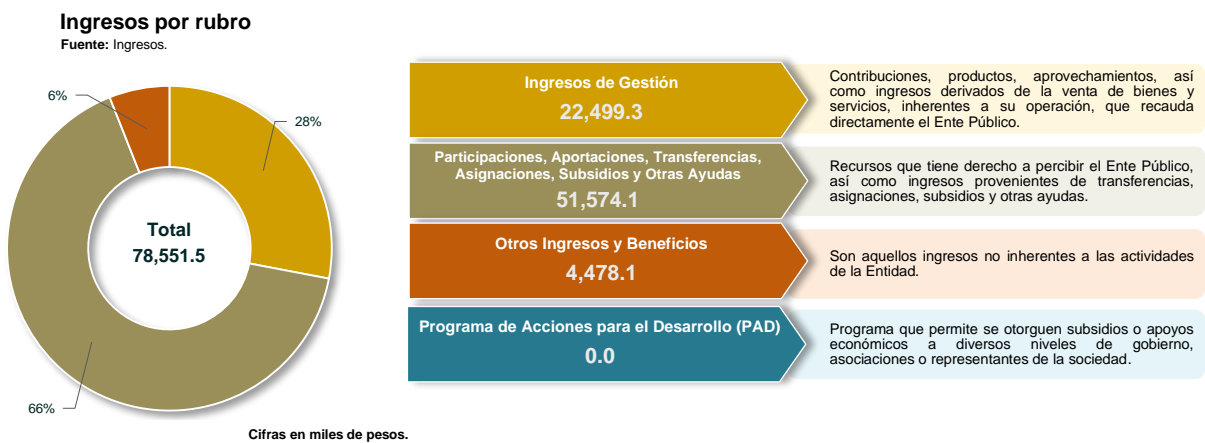 Ingresos por rubro
Fuente: Ingresos.
6%
28%
Total
78,551.5
66%
Ingresos de Gestión
22,499.3
Contribuciones, productos, aprovechamientos, así
como ingresos derivados de la venta de bienes y
servicios, inherentes a su operación, que recauda
directamente el Ente Público.
Participaciones, Aportaciones, Transferencias,
Asignaciones, Subsidios y Otras Ayudas
51,574.1
Recursos que tiene derecho a percibir el Ente Público,
así como ingresos provenientes de transferencias,
asignaciones, subsidios y otras ayudas.
Otros Ingresos y Beneficios
4,478.1
Son aquellos ingresos no inherentes a las actividades
de la Entidad.
Programa de Acciones para el Desarrollo (PAD)
0.0
Programa que permite se otorguen subsidios o apoyos
económicos a diversos niveles de gobierno,
asociaciones o representantes de la sociedad.
Cifras en miles de pesos.